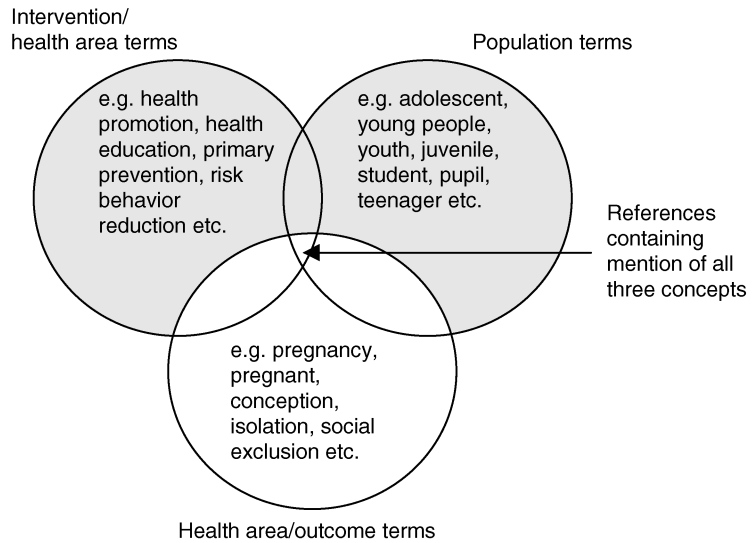 Intervention/
health area terms
Population terms
e.g. health
promotion, health
education, primary
prevention, risk
behavior
reduction etc.
e.g. adolescent,
young people,
youth, juvenile,
student, pupil,
teenager etc.
References
containing
mention of all
three concepts
e.g. pregnancy,
pregnant,
conception,
isolation, social
exclusion etc.
Health area/outcome terms